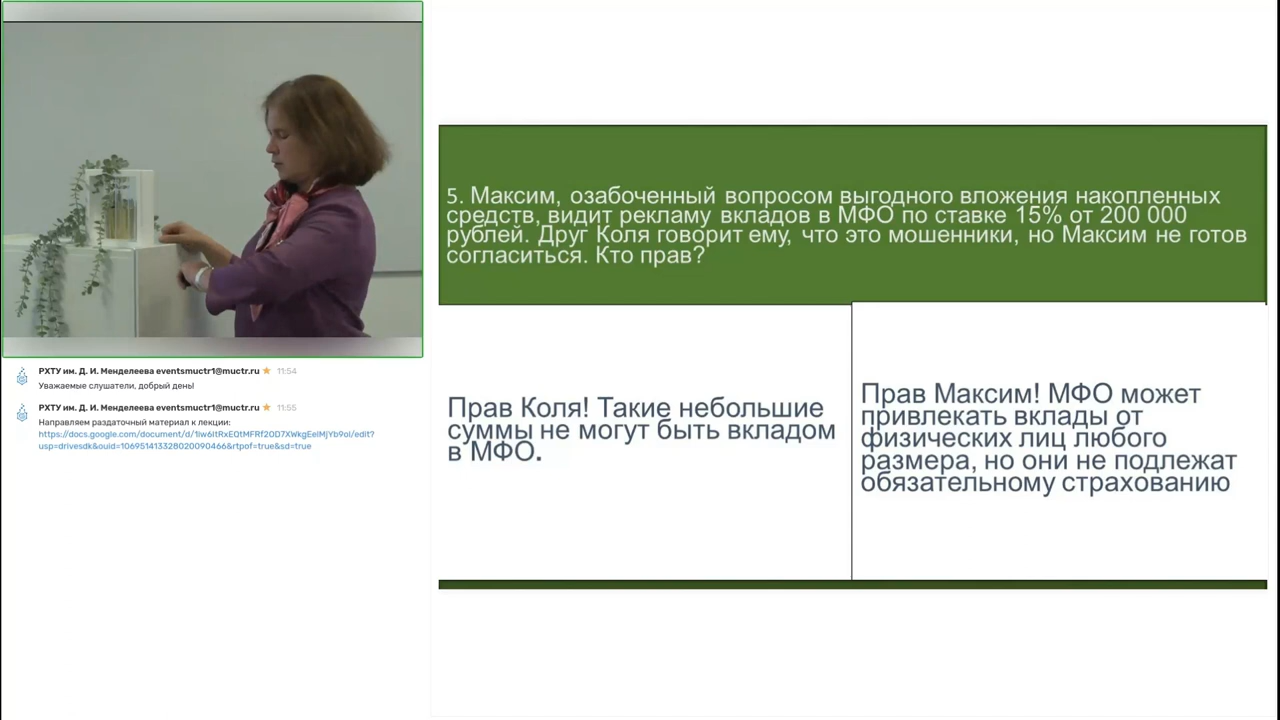 РХТУ им. Д. И. Менделеева eventsmuctr1@muctr.ru 11:54
Уважаемые слушатели, добрый день!
РХТУ им. Д. И. Менделеева eventsmuctr1@muctr.ru 11:55
Направляем раздаточный материал к лекции:
https://docs.google.com/document/d/1iw6ItRxEQtMFRf20D7XWkgEeIMjYb9oI/edit?
usp=drivesdk&ouid=106951413328020090466&rtpof=true&sd=true
5. Максим, озабоченный вопросом выгодного вложения накопленных
средств, видит рекламу вкладов в МФО по ставке 15% от 200 000
рублей. Друг Коля говорит ему, что это мошенники, но Максим не готов
согласиться. Кто прав?
Прав Коля! Такие небольшие
суммы не могут быть вкладом
в МФО.
Прав Максим! МФО может
привлекать вклады от
физических лиц любого
размера, но они не подлежат
обязательному страхованию